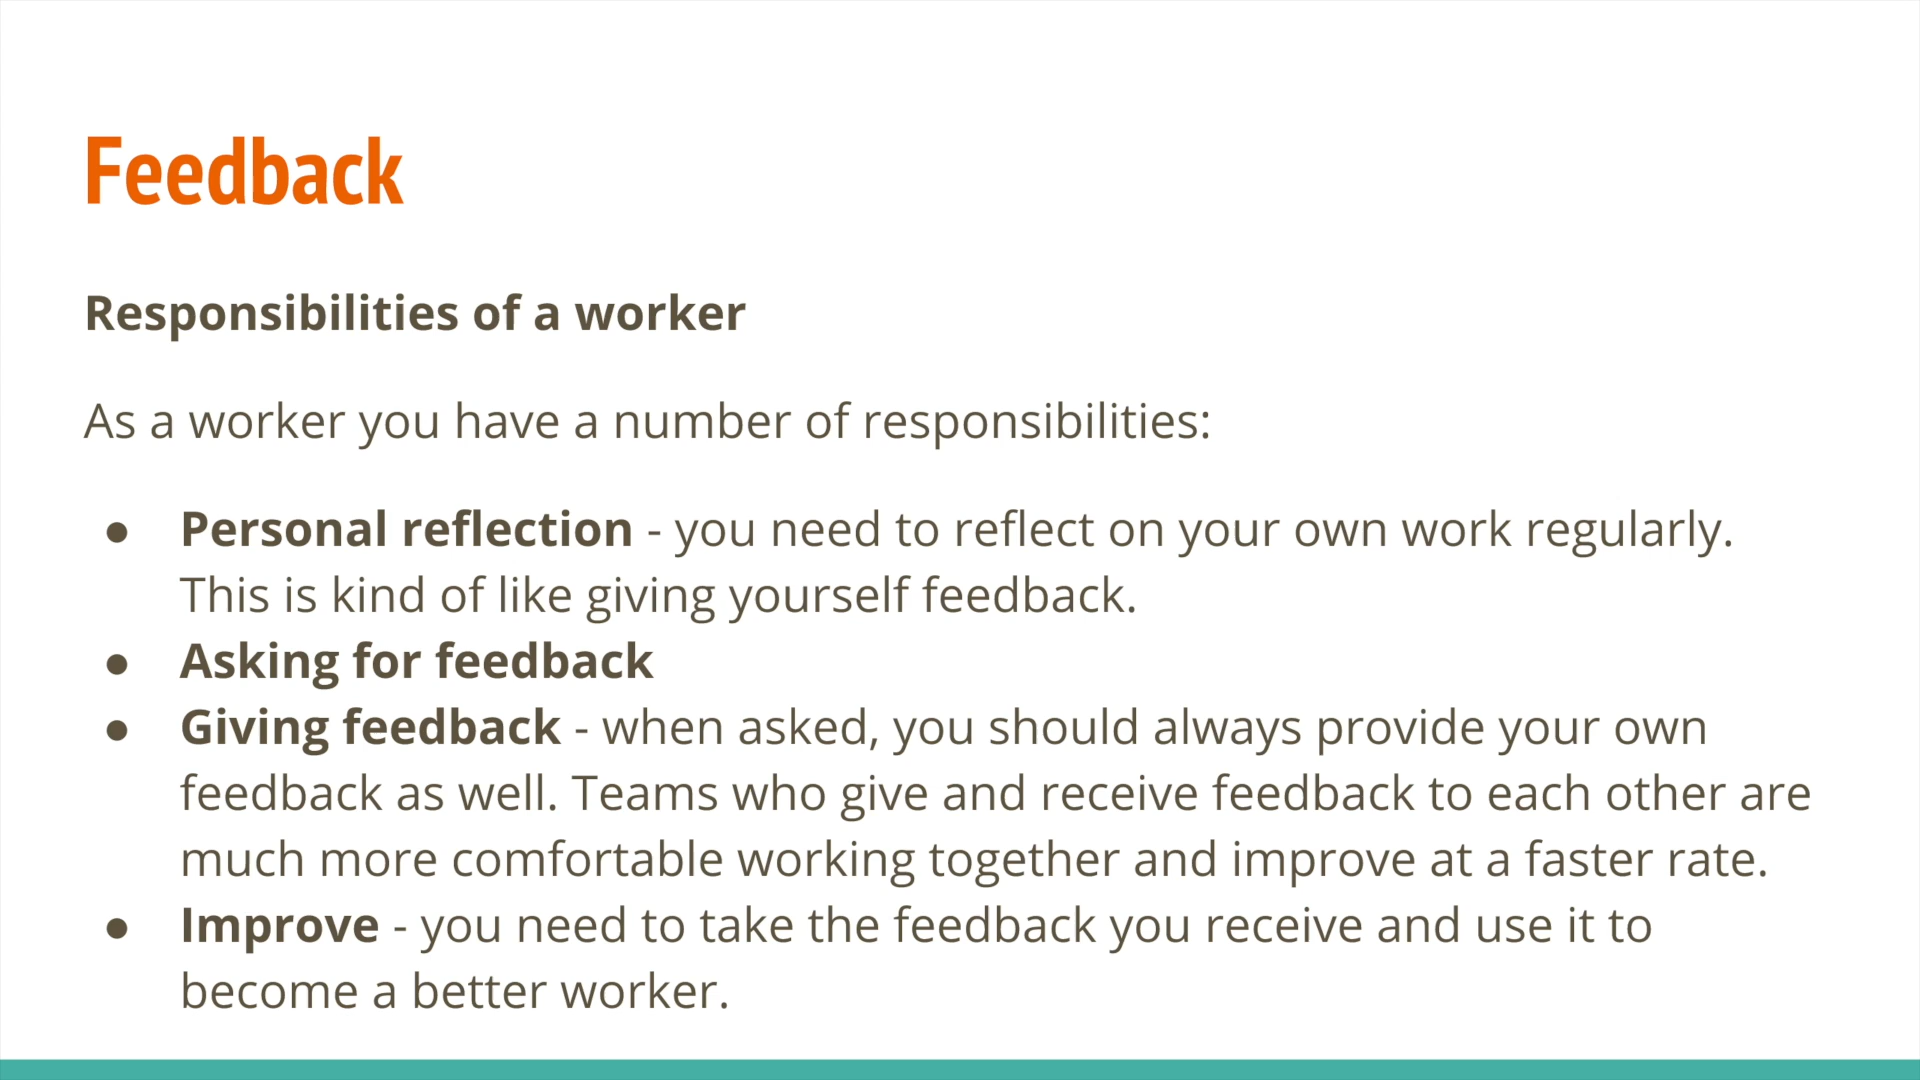 Feedback
Responsibilities of a worker
As a worker you have a number of responsibilities:
● Personal reflection - you need to reflect on your own work regularly.
This is kind of like giving yourself feedback.
● Asking for feedback
● Giving feedback - when asked, you should always provide your own
feedback as well. Teams who give and receive feedback to each other are
much more comfortable working together and improve at a faster rate.
● Improve - you need to take the feedback you receive and use it to
become a better worker.